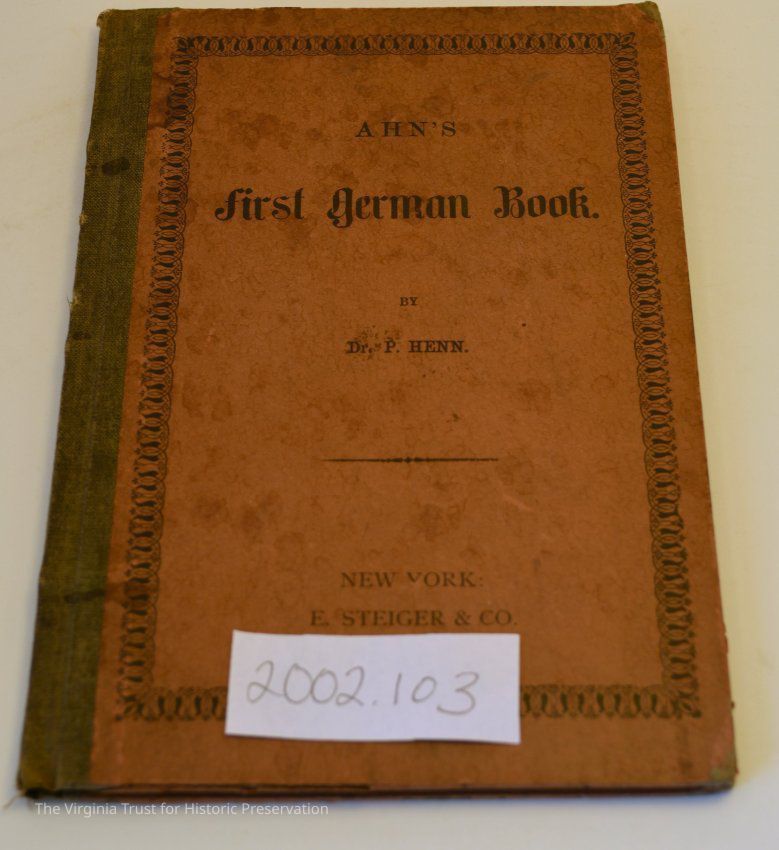 AHN'S
First German Book.
BY
Dr. P. HENN.
NEW YORK:
E. STEIGER & CO.
2002.103
The Virginia Trust for Historic Preservation